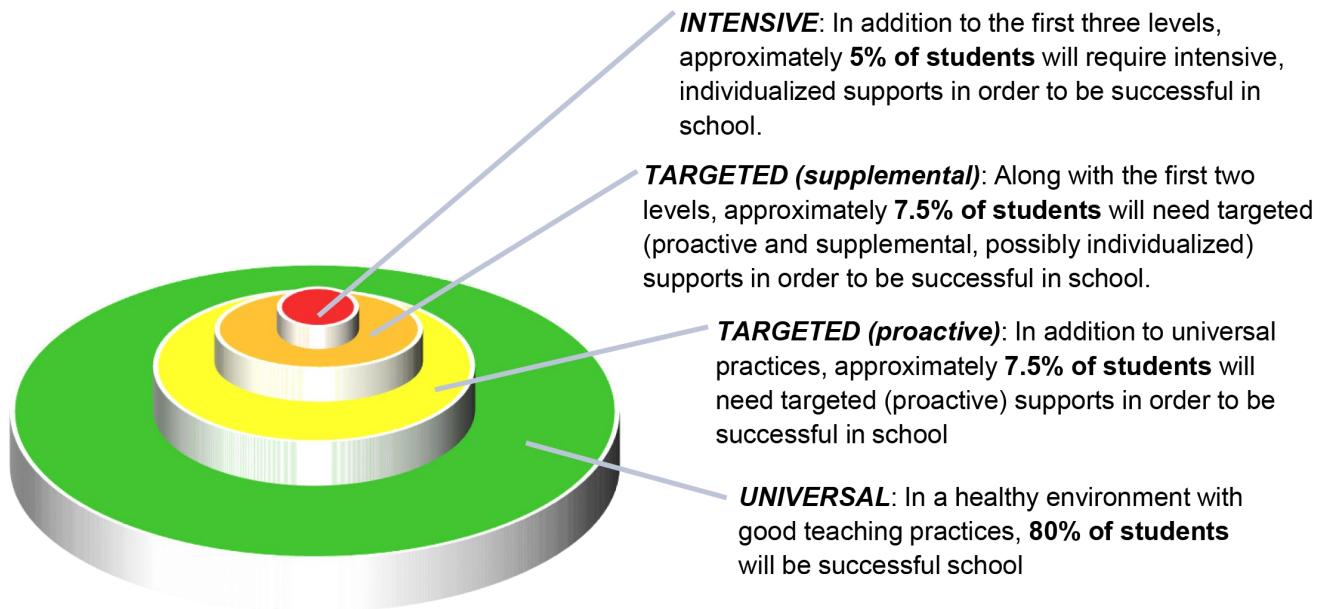 INTENSIVE: In addition to the first three levels,
approximately 5% of students will require intensive,
individualized supports in order to be successful in
school.
TARGETED (supplemental): Along with the first two
levels, approximately 7.5% of students will need targeted
(proactive and supplemental, possibly individualized)
supports in order to be successful in school.
TARGETED (proactive): In addition to universal
practices, approximately 7.5% of students will
need targeted (proactive) supports in order to be
successful in school
UNIVERSAL: In a healthy environment with
good teaching practices, 80% of students
will be successful school